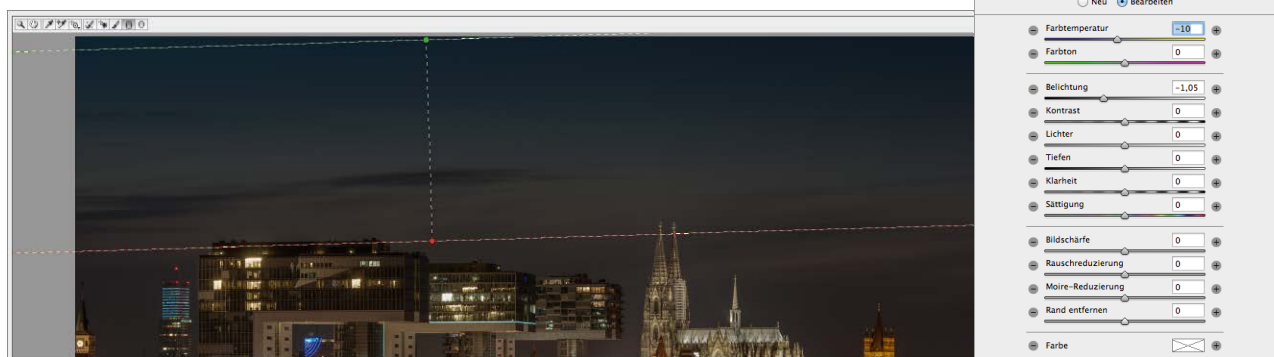 Neu Bearbeiten
Farbtemperatur -10
Farbton 0
Belichtung -1,05
Kontrast 0
Lichter 0
Tiefen 0
Klarheit 0
Sättigung 0
Bildschärfe 0
Rauschreduzierung 0
Moire-Reduzierung 0
Rand entfernen 0
Farbe